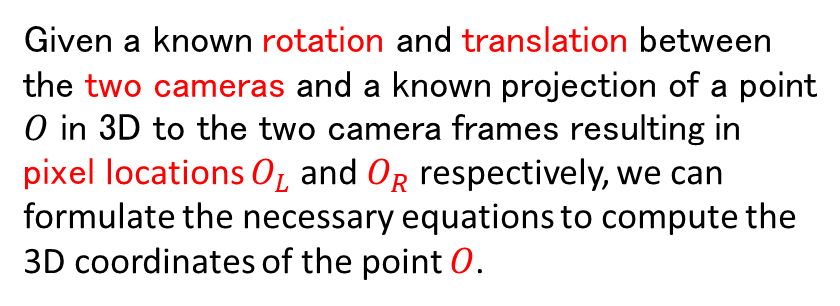 Given a known rotation and translation between
the two cameras and a known projection of a point
O in 3D to the two camera frames resulting in
pixel locations O_L and O_R respectively, we can
formulate the necessary equations to compute the
3D coordinates of the point O.